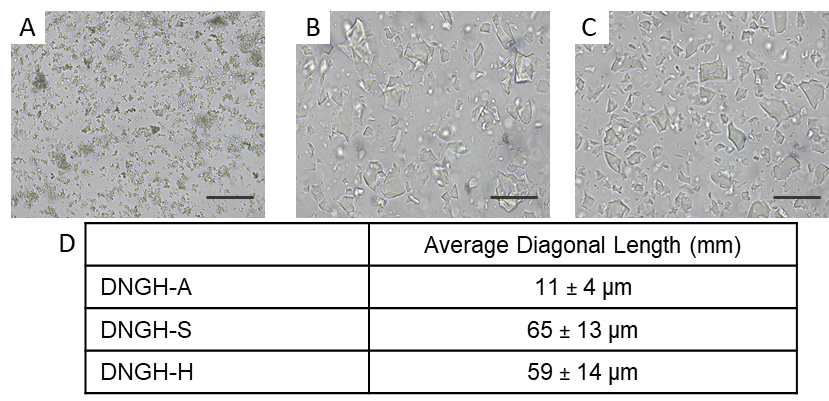 A
B
C
D
Average Diagonal Length (mm)
DNGH-A 11 ± 4 µm
DNGH-S 65 ± 13 µm
DNGH-H 59 ± 14 µm